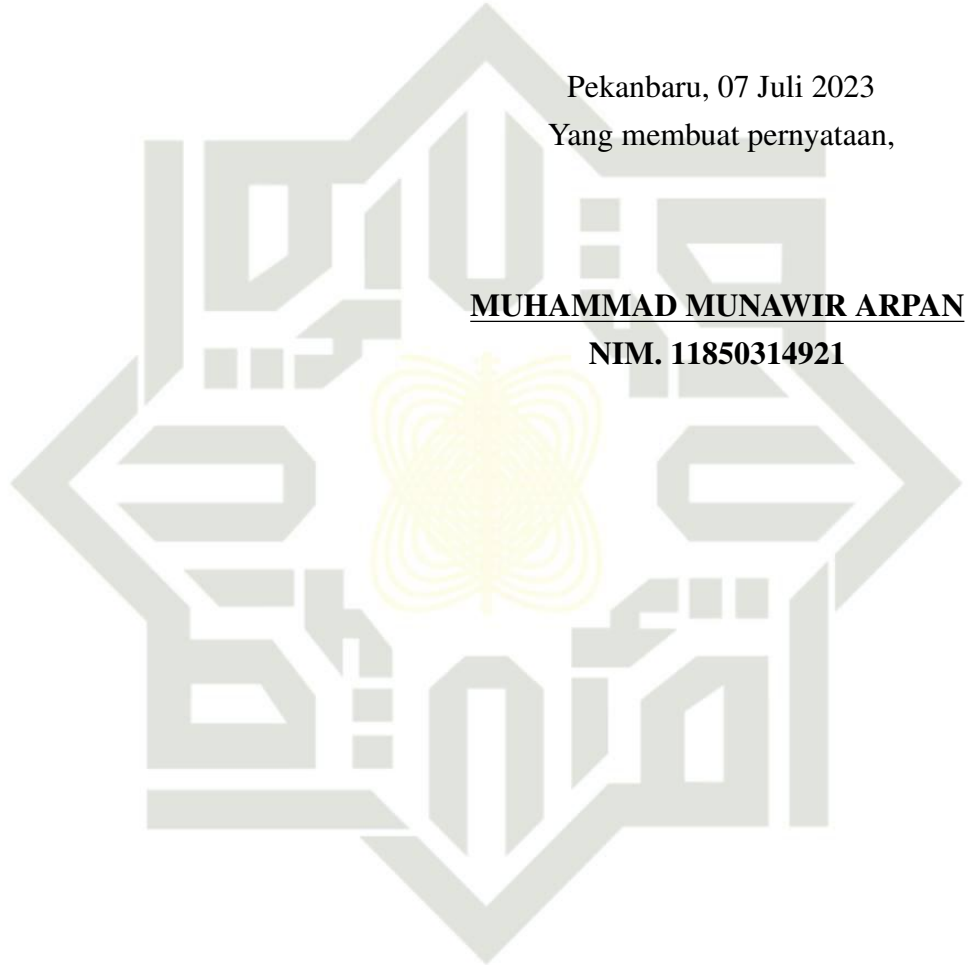 Pekanbaru, 07 Juli 2023
Yang membuat pernyataan,
MUHAMMAD MUNAWIR ARPAN
NIM. 11850314921